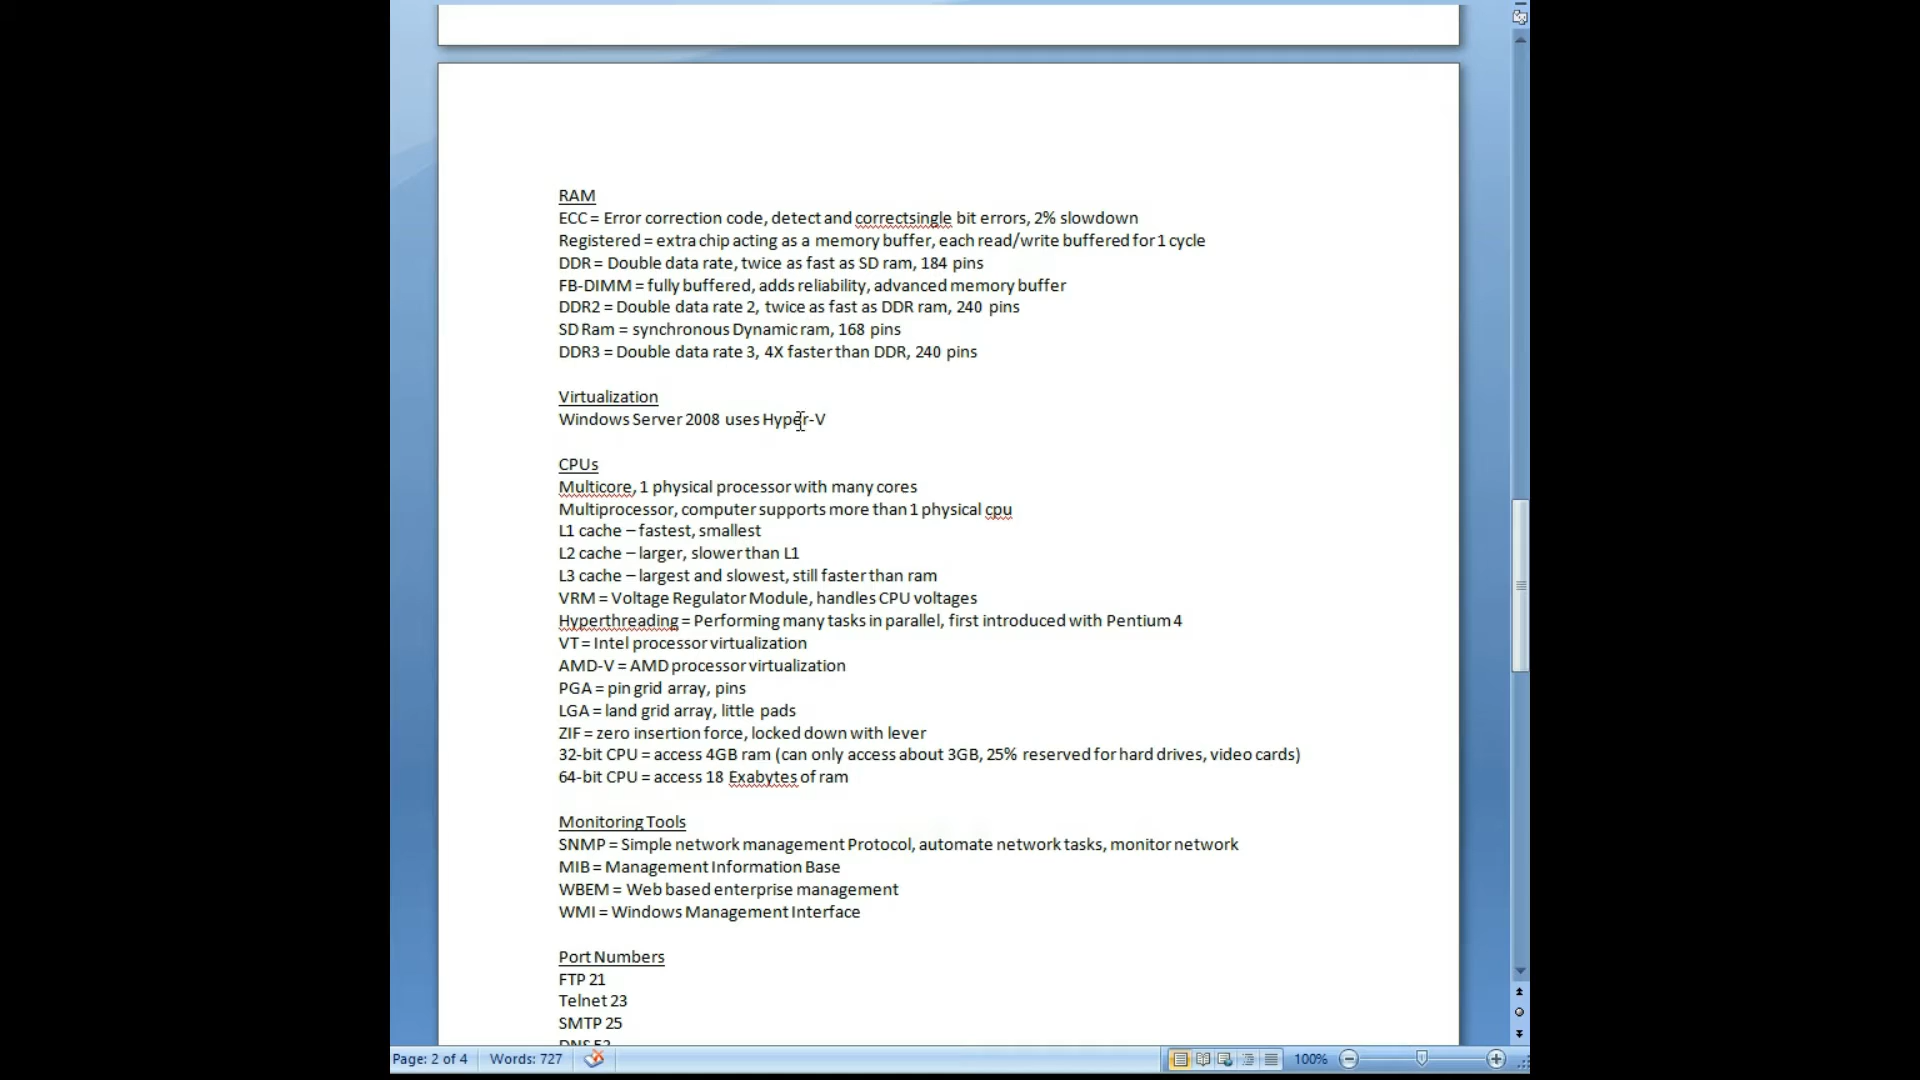 RAM
ECC = Error correction code, detect and correctsingle bit errors, 2% slowdown
Registered = extra chip acting as a memory buffer, each read/write buffered for 1 cycle
DDR = Double data rate, twice as fast as SD ram, 184 pins
FB-DIMM = fully buffered, adds reliability, advanced memory buffer
DDR2 = Double data rate 2, twice as fast as DDR ram, 240 pins
SD Ram = synchronous Dynamic ram, 168 pins
DDR3 = Double data rate 3, 4X faster than DDR, 240 pins
Virtualization
Windows Server 2008 uses Hyper-V
CPUs
Multicore, 1 physical processor with many cores
Multiprocessor, computer supports more than 1 physical cpu
L1 cache – fastest, smallest
L2 cache – larger, slower than L1
L3 cache – largest and slowest, still faster than ram
VRM = Voltage Regulator Module, handles CPU voltages
Hyperthreading = Performing many tasks in parallel, first introduced with Pentium 4
VT = Intel processor virtualization
AMD-V = AMD processor virtualization
PGA = pin grid array, pins
LGA = land grid array, little pads
ZIF = zero insertion force, locked down with lever
32-bit CPU = access 4GB ram (can only access about 3GB, 25% reserved for hard drives, video cards)
64-bit CPU = access 18 Exabytes of ram
Monitoring Tools
SNMP = Simple network management Protocol, automate network tasks, monitor network
MIB = Management Information Base
WBEM = Web based enterprise management
WMI = Windows Management Interface
Port Numbers
FTP 21
Telnet 23
SMTP 25
DNS 53
Page: 2 of 4 Words: 727 100%